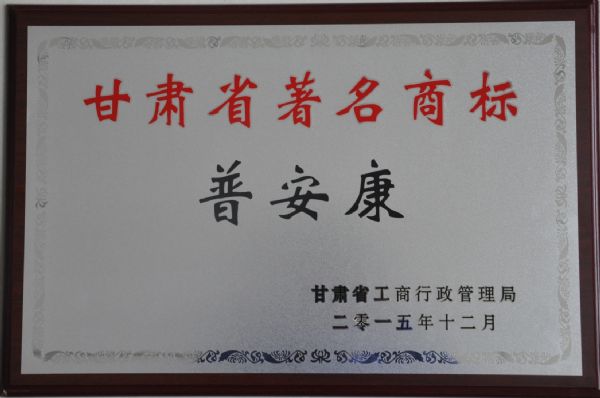 甘肃省著名商标
普安康
甘肃省工商行政管理局
二零一五年十二月